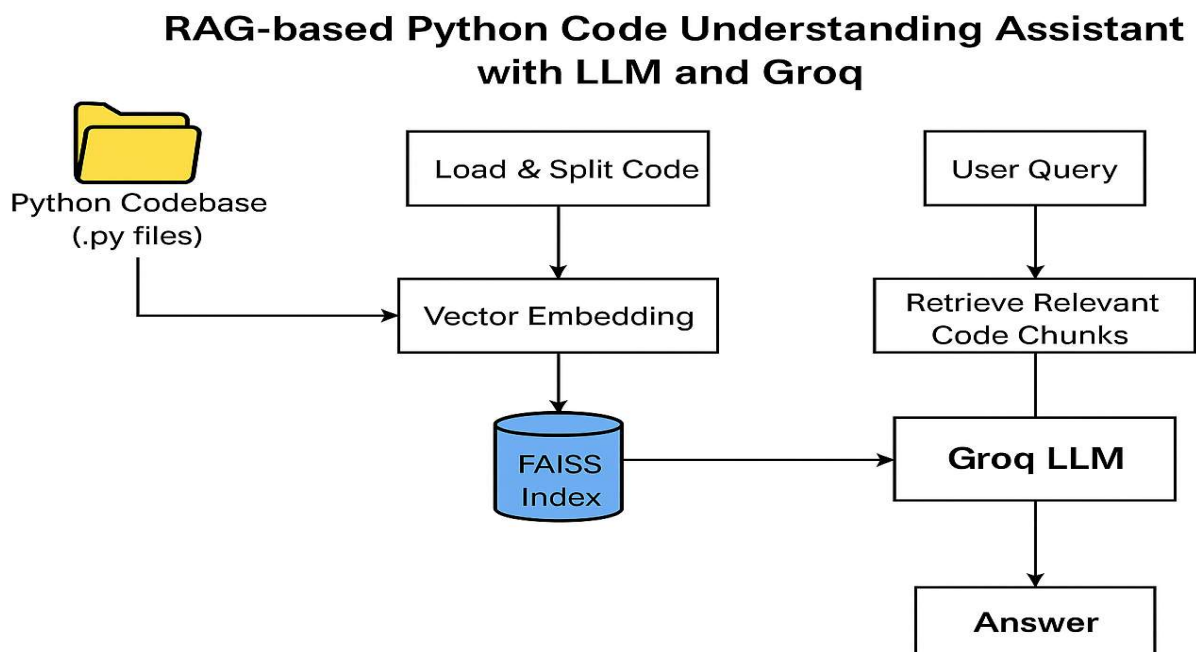 RAG-based Python Code Understanding Assistant
with LLM and Groq
Python Codebase
(.py files)
Load & Split Code
Vector Embedding
FAISS
Index
User Query
Retrieve Relevant
Code Chunks
Groq LLM
Answer